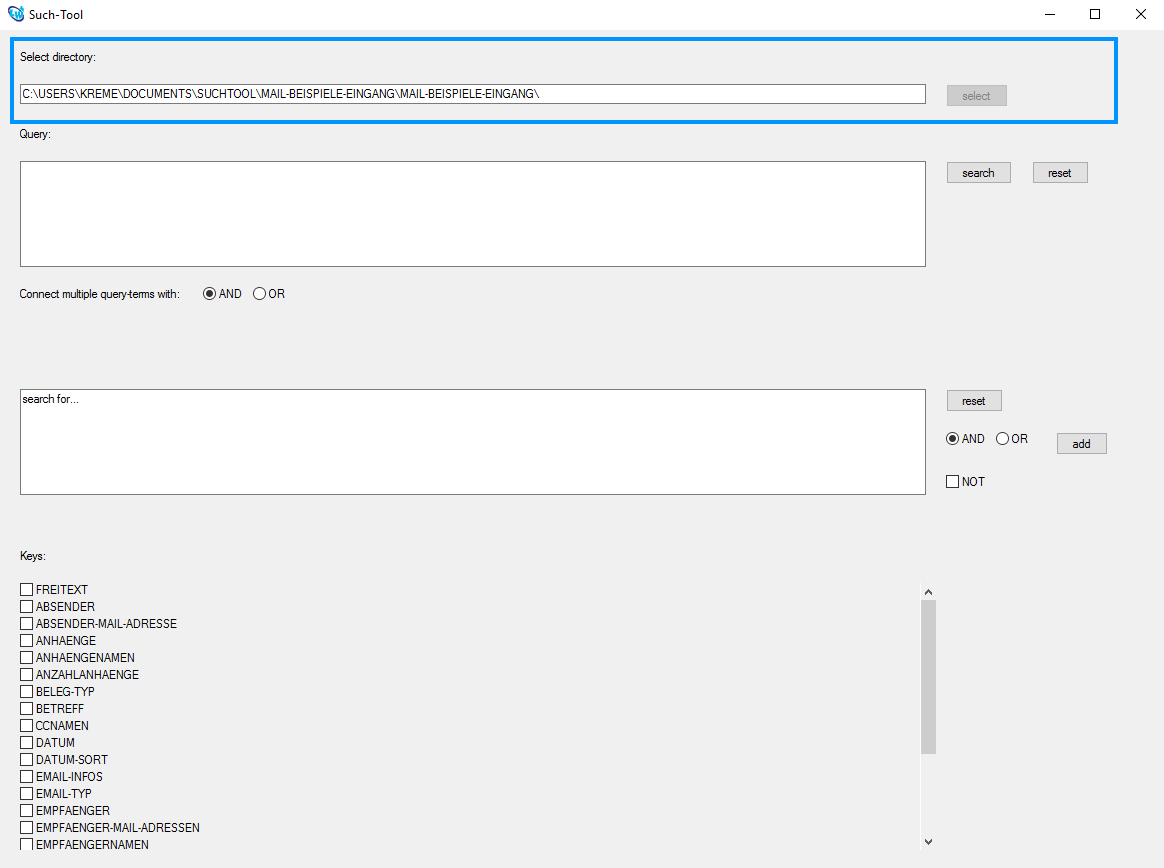 Such-Tool
Select directory:
C:\USERS\KREME\DOCUMENTS\SUCHTOOL\MAIL-BEISPIELE-EINGANG\MAIL-BEISPIELE-EINGANG\
select
Query:
search
reset
Connect multiple query-terms with:
AND
OR
search for...
reset
AND
OR
add
NOT
Keys:
FREITEXT
ABSENDER
ABSENDER-MAIL-ADRESSE
ANHAENGE
ANHAENGENAMEN
ANZAHLANHAENGE
BELEG-TYP
BETREFF
CCNAMEN
DATUM
DATUM-SORT
EMAIL-INFOS
EMAIL-TYP
EMPFAENGER
EMPFAENGER-MAIL-ADRESSEN
EMPFAENGERNAMEN